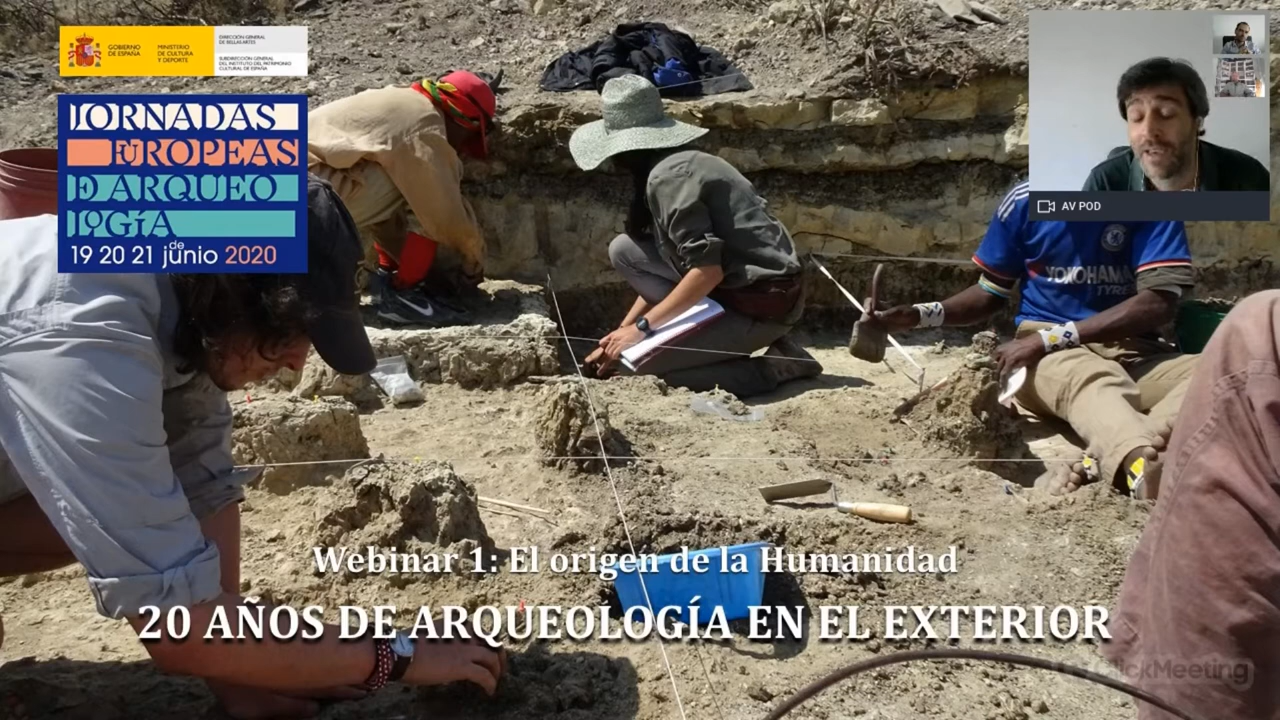 GOBIERNO
DE ESPAÑA
MINISTERIO
DE CULTURA
Y DEPORTE
DIRECCIÓN GENERAL
DE BELLAS ARTES
SUBDIRECCIÓN GENERAL
DEL INSTITUTO DEL PATRIMONIO
CULTURAL DE ESPAÑA
JORNADAS
EUROPEAS
DE ARQUEO
LOGÍA
19 20 21 de junio 2020
AV POD
YOKOHAMA
TYRES
Webinar 1: El origen de la Humanidad
20 AÑOS DE ARQUEOLOGÍA EN EL EXTERIOR
ClickMeeting